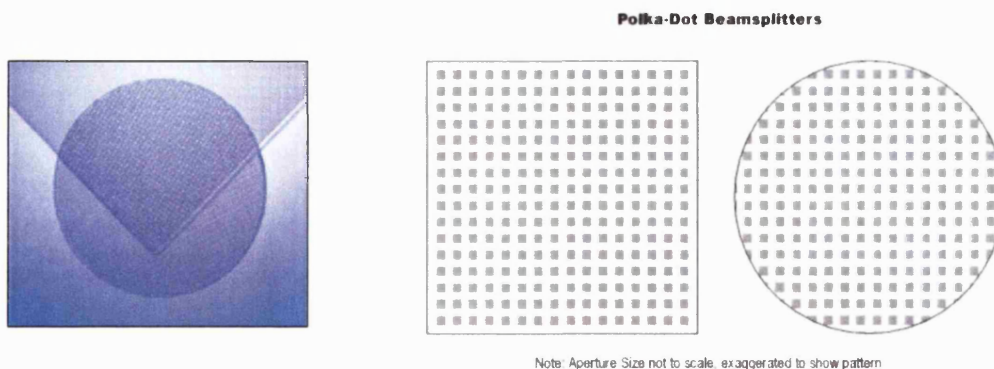 Polka-Dot Beamsplitters
Note: Aperture Size not to scale, exaggerated to show pattern